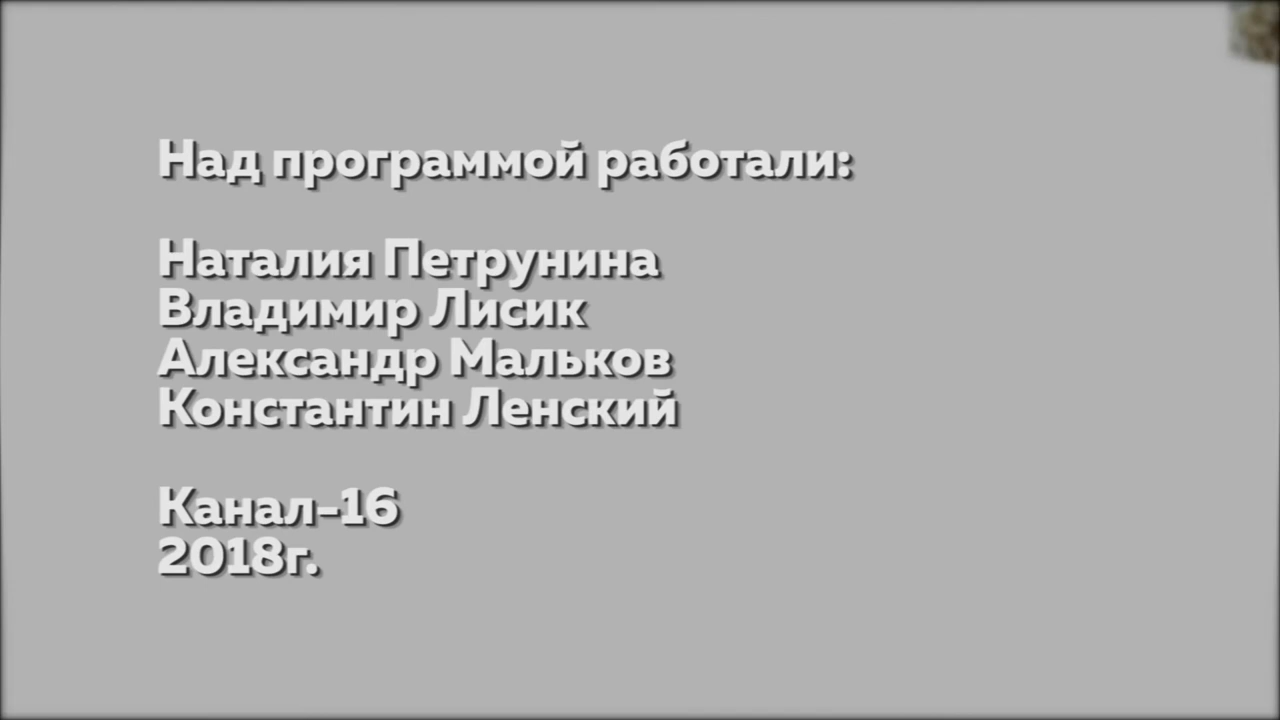 Над программой работали:
Наталия Петрунина
Владимир Лисик
Александр Мальков
Константин Ленский
Канал-16
2018г.